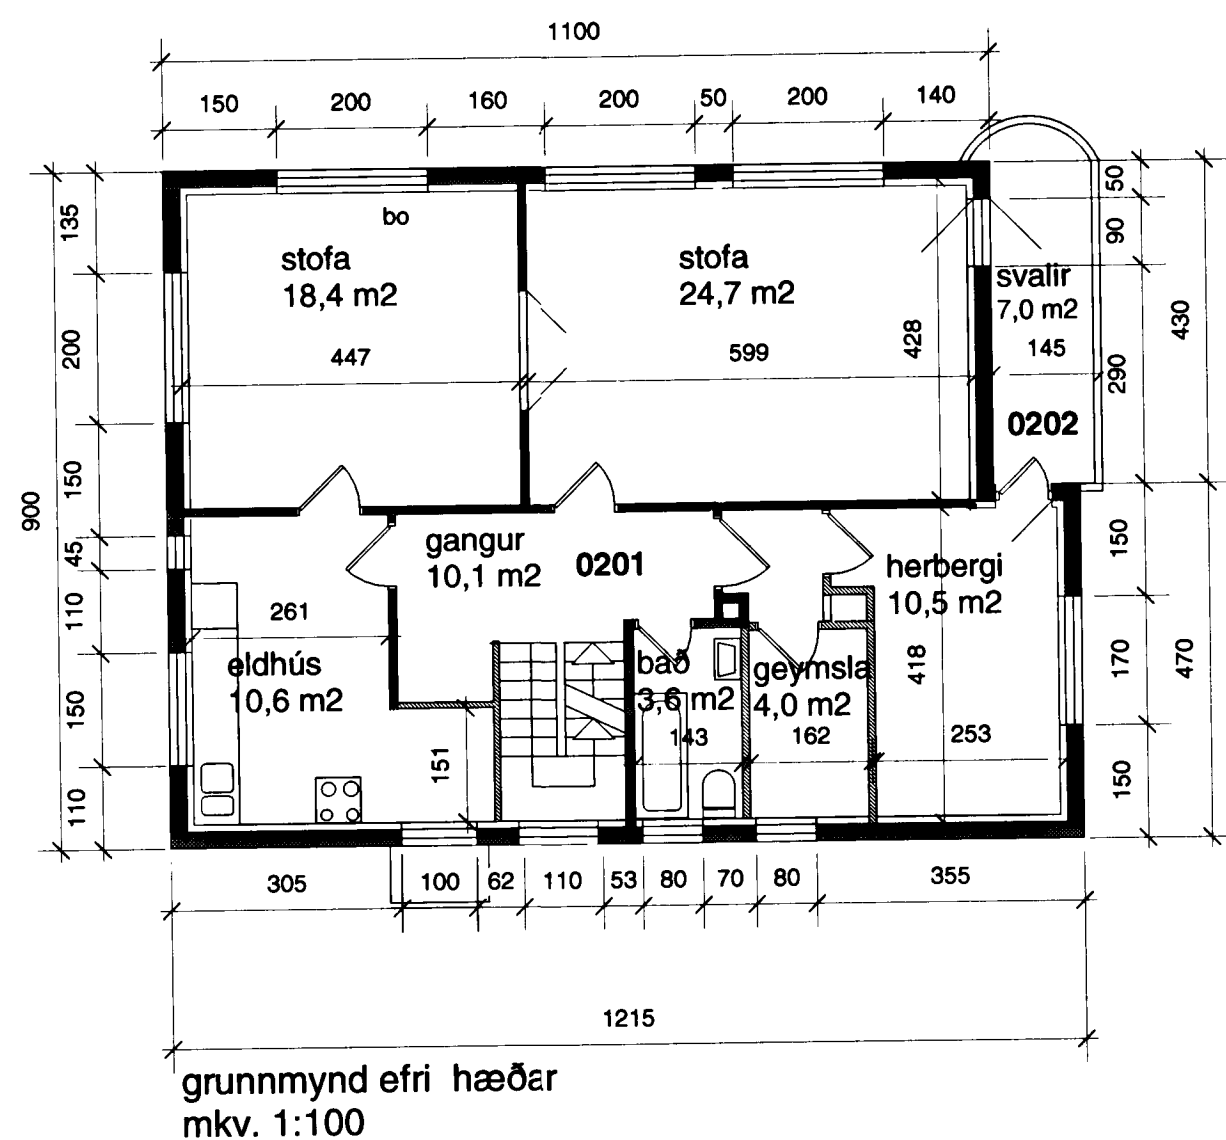 1100
150 200 160 200 50 200 140
bo
stofa
18,4 m2
447
stofa
24,7 m2
599
428
svalir
7,0 m2
145
0202
50
90
290
430
135
200
150
45
110
150
110
900
gangur
10,1 m2
0201
herbergi
10,5 m2
418
253
261
eldhús
10,6 m2
151
bað
3,6 m2
143
geymsla
4,0 m2
162
150
170
150
470
305 100 62 110 53 80 70 80 355
1215
grunnmynd efri hæðar
mkv. 1:100